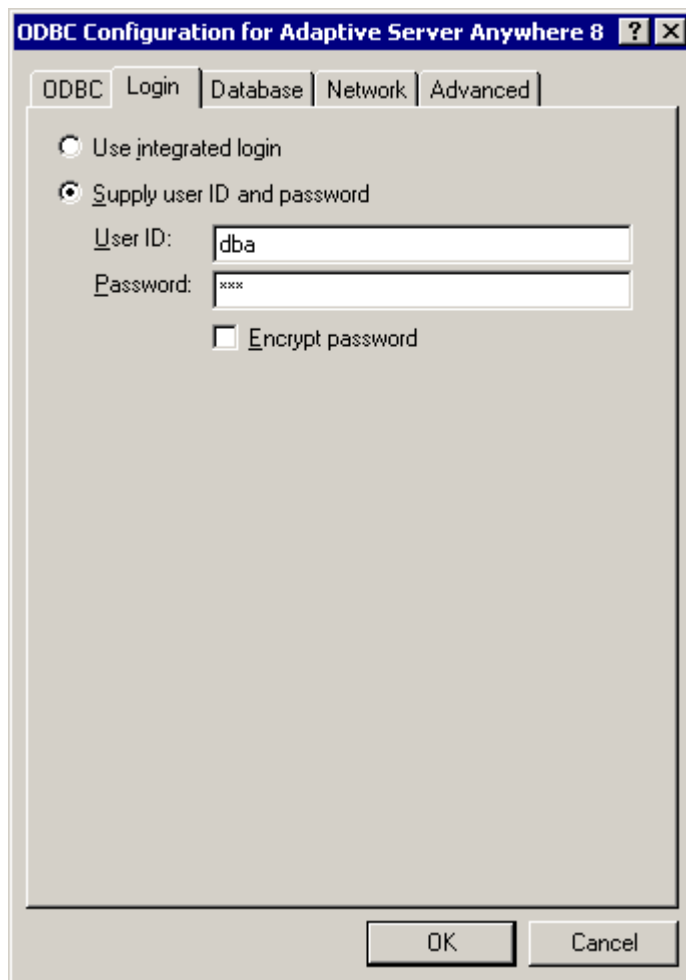 ODBC Configuration for Adaptive Server Anywhere 8 ? X
ODBC Login Database Network Advanced
Use integrated login
Supply user ID and password
User ID: dba
Password: ***
Encrypt password
OK Cancel